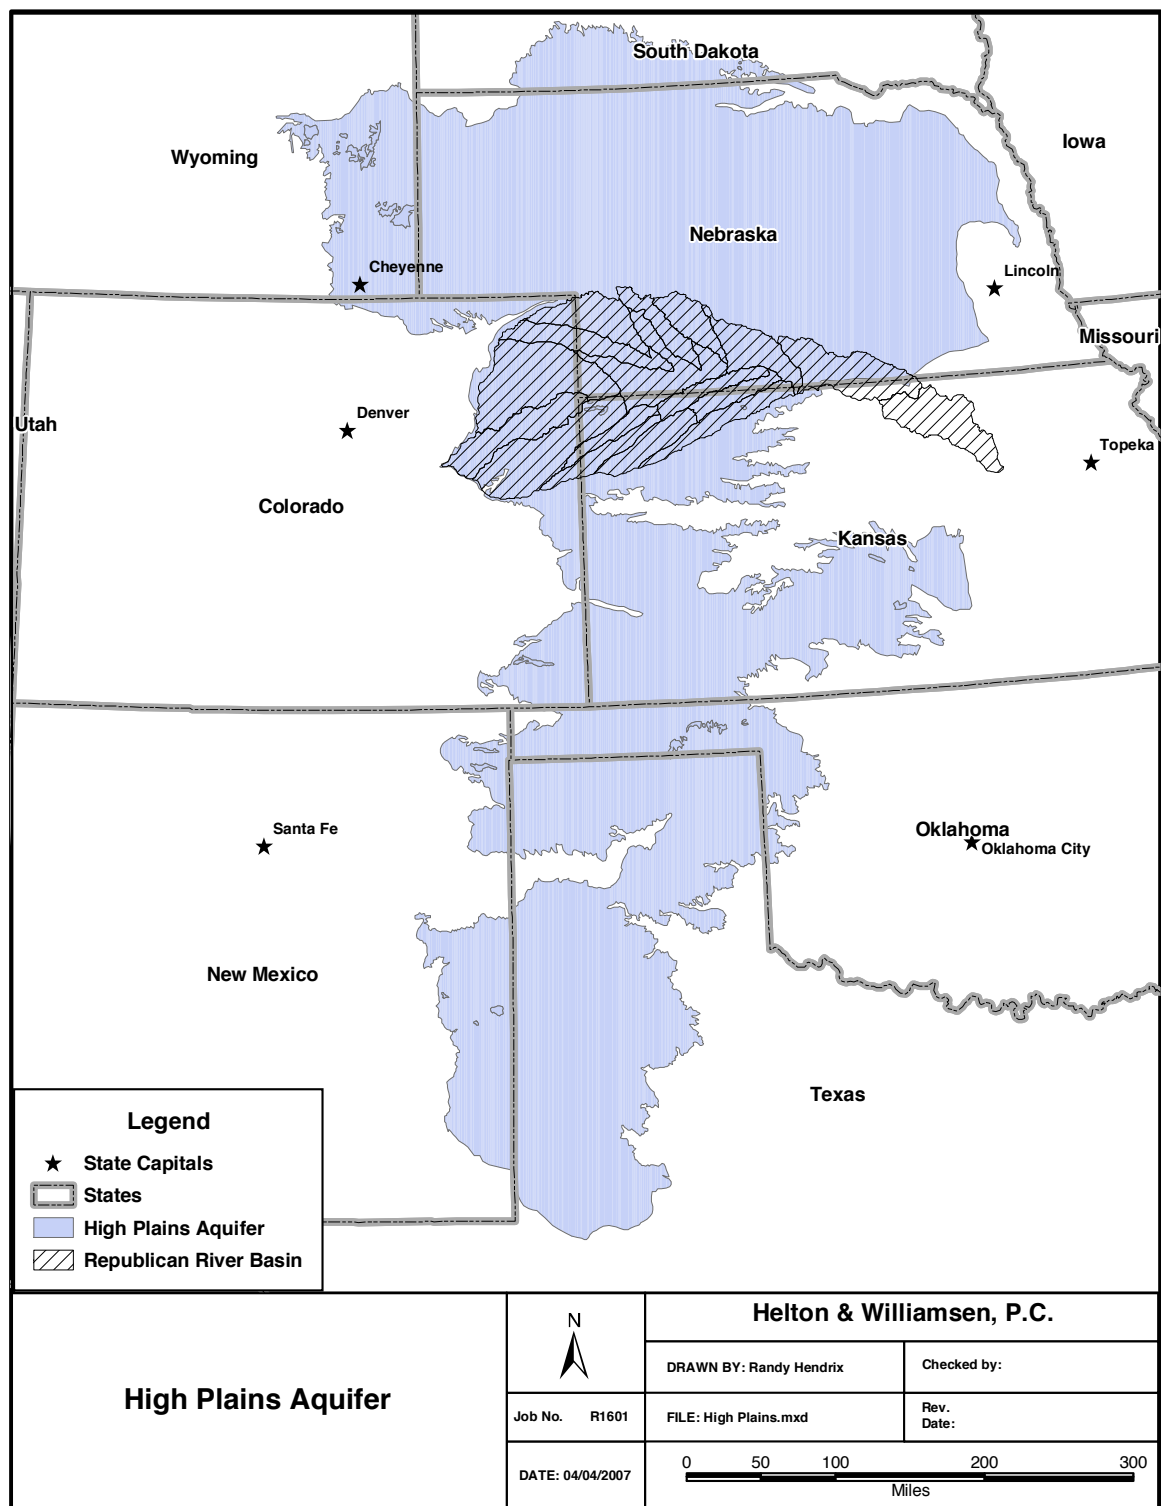 South Dakota
Iowa
Wyoming
Nebraska
Cheyenne
Lincoln
Missouri
Utah
Denver
Topeka
Colorado
Kansas
Santa Fe
Oklahoma
Oklahoma City
New Mexico
Texas
Legend
State Capitals
States
High Plains Aquifer
Republican River Basin
High Plains Aquifer
N
Job No. R1601
DATE: 04/04/2007
Helton & Williamsen, P.C.
DRAWN BY: Randy Hendrix
Checked by:
FILE: High Plains.mxd
Rev.
Date:
0 50 100 200 300
Miles